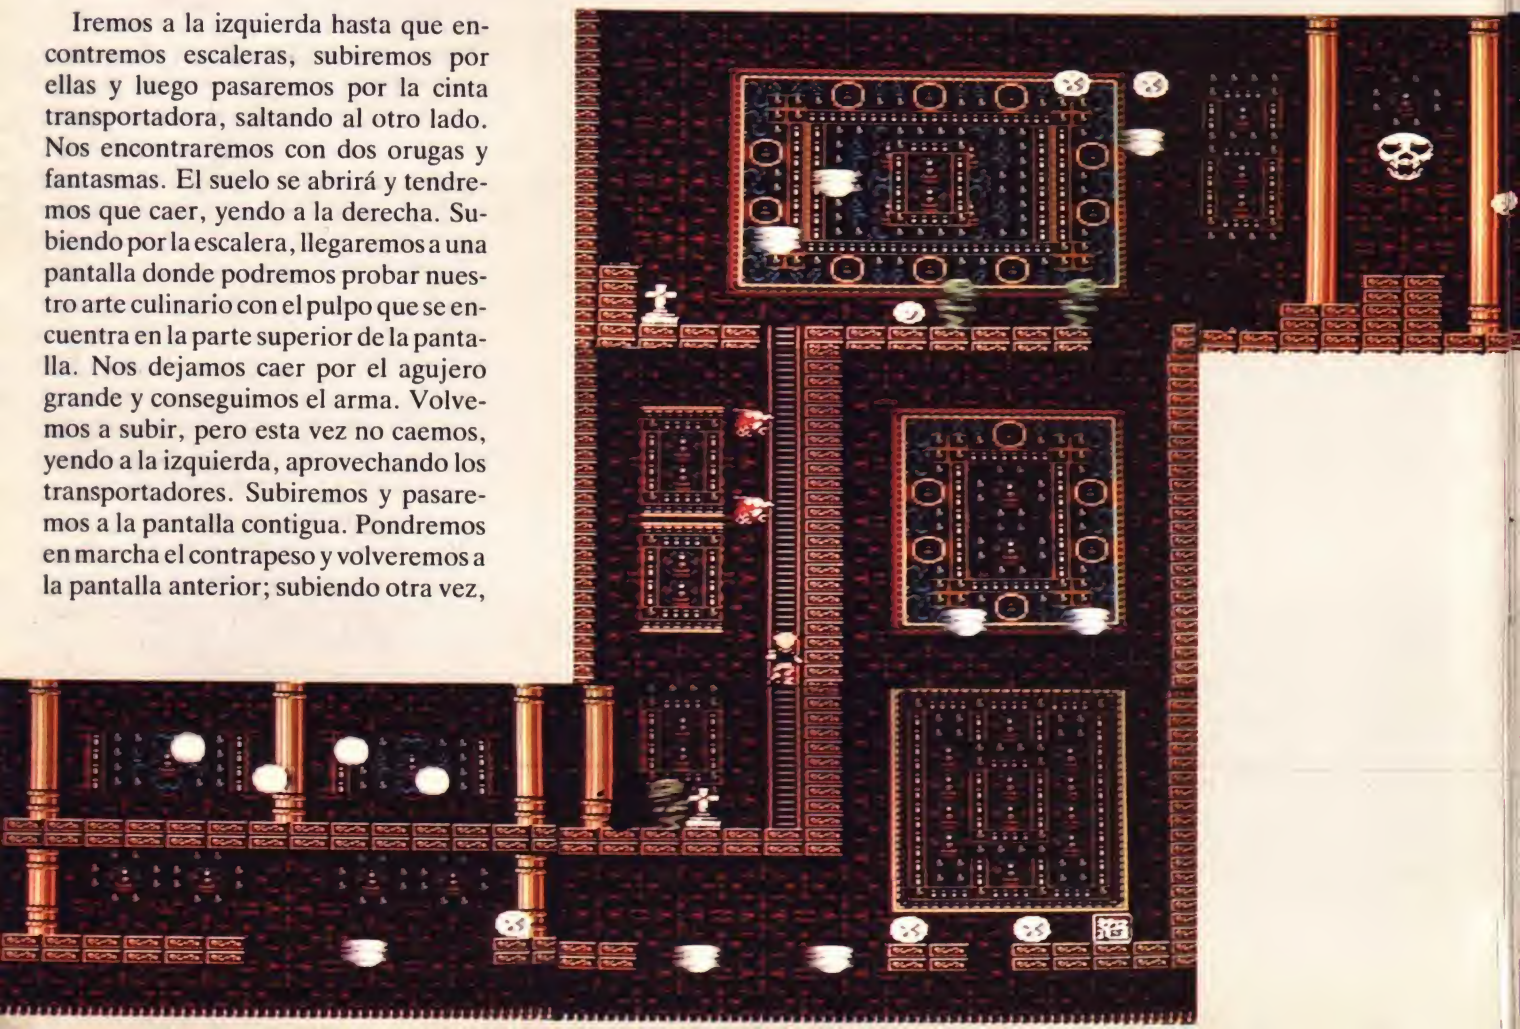 Iremos a la izquierda hasta que en-
contremos escaleras, subiremos por
ellas y luego pasaremos por la cinta
transportadora, saltando al otro lado.
Nos encontraremos con dos orugas y
fantasmas. El suelo se abrirá y tendre-
mos que caer, yendo a la derecha. Su-
biendo por la escalera, llegaremos a una
pantalla donde podremos probar nues-
tro arte culinario con el pulpo que se en-
cuentra en la parte superior de la panta-
lla. Nos dejamos caer por el agujero
grande y conseguimos el arma. Volve-
mos a subir, pero esta vez no caemos,
yendo a la izquierda, aprovechando los
transportadores. Subiremos y pasare-
mos a la pantalla contigua. Pondremos
en marcha el contrapeso y volveremos a
la pantalla anterior; subiendo otra vez,